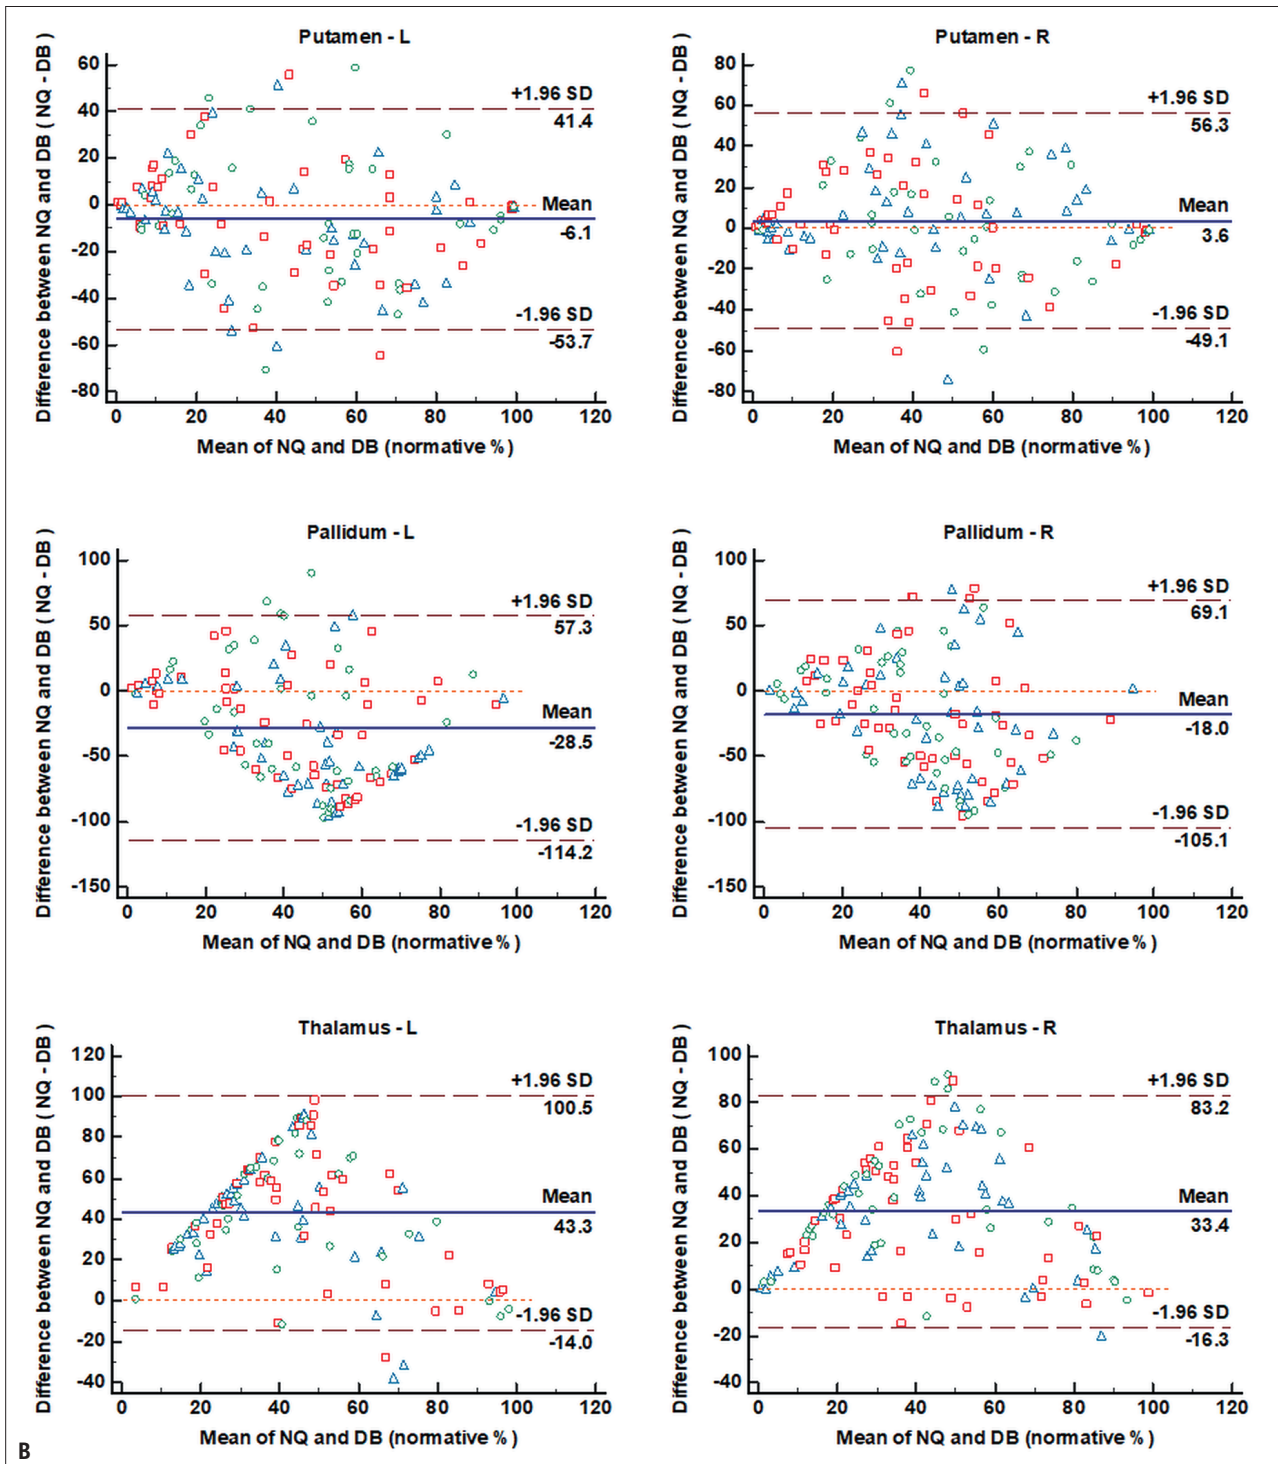 Putamen - L
Difference between NQ and DB ( NQ - DB )
60
40
20
0
-20
-40
-60
-80
+1.96 SD
41.4
Mean
-6.1
-1.96 SD
-53.7
0 20 40 60 80 100 120
Mean of NQ and DB (normative %)
Putamen - R
Difference between NQ and DB ( NQ - DB)
80
60
40
20
0
-20
-40
-60
-80
+1.96 SD
56.3
Mean
3.6
-1.96 SD
-49.1
0 20 40 60 80 100 120
Mean of NQ and DB (normative %)
Pallidum - L
Difference between NQ and DB ( NQ - DB)
100
50
0
-50
-100
-150
+1.96 SD
57.3
Mean
-28.5
-1.96 SD
-114.2
0 20 40 60 80 100 120
Mean of NQ and DB (normative %)
Pallidum - R
Difference between NQ and DB ( NQ - DB)
100
50
0
-50
-100
-150
+1.96 SD
69.1
Mean
-18.0
-1.96 SD
-105.1
0 20 40 60 80 100 120
Mean of NQ and DB (normative %)
Thalamus - L
Difference between NQ and DB ( NQ - DB )
120
100
80
60
40
20
0
-20
-40
+1.96 SD
100.5
Mean
43.3
-1.96 SD
-14.0
0 20 40 60 80 100 120
Mean of NQ and DB (normative %)
Thalamus - R
Difference between NQ and DB ( NQ - DB)
100
80
60
40
20
0
-20
-40
+1.96 SD
83.2
Mean
33.4
-1.96 SD
-16.3
0 20 40 60 80 100 120
Mean of NQ and DB (normative %)
B